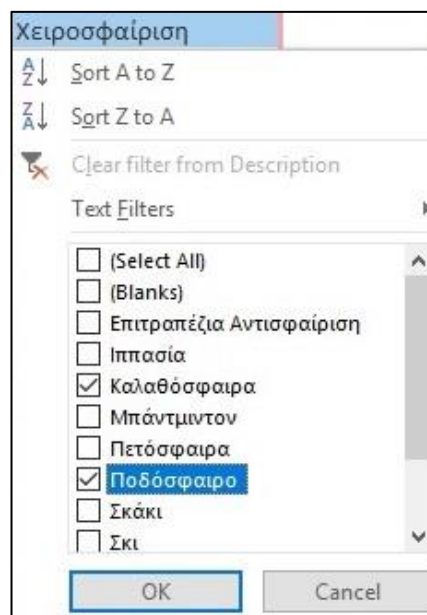 Χειροσφαίριση
Sort A to Z
Sort Z to A
Clear filter from Description
Text Filters
(Select All)
(Blanks)
Επιτραπέζια Αντισφαίριση
Ιππασία
Καλαθόσφαιρα
Μπάντμιντον
Πετόσφαιρα
Ποδόσφαιρο
Σκάκι
Σκι
OK Cancel